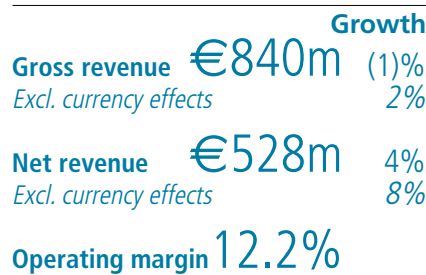 Growth
Gross revenue €840m (1)%
Excl. currency effects 2%
Net revenue €528m 4%
Excl. currency effects 8%
Operating margin 12.2%